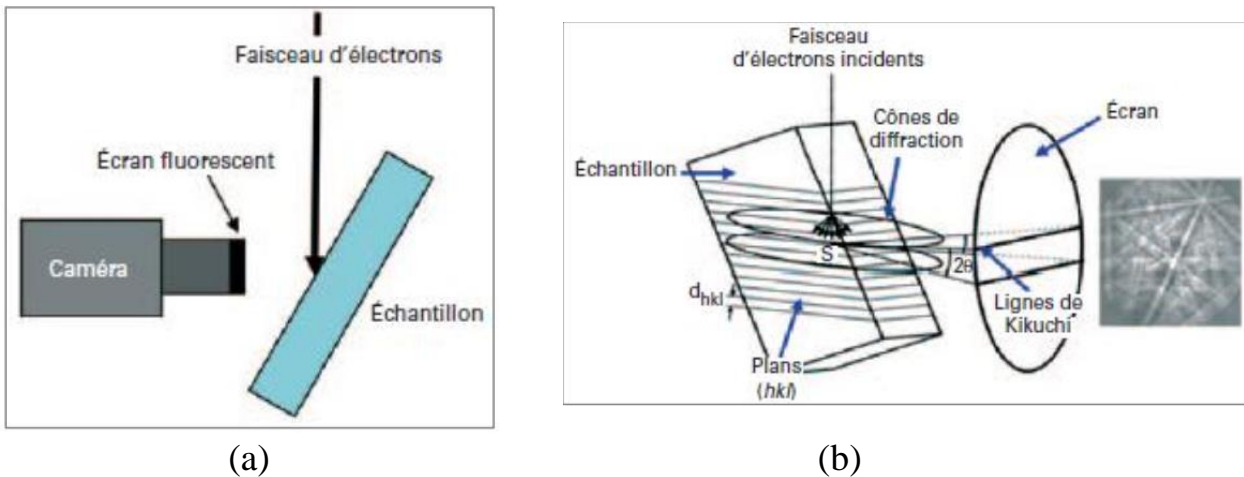 Faisceau d'électrons
Écran fluorescent
Caméra
Échantillon
(a)
Faisceau
d'électrons incidents
Cônes de
diffraction
Écran
Échantillon
S
2θ
d_hkl
Lignes de
Kikuchi
Plans
(hkl)
(b)